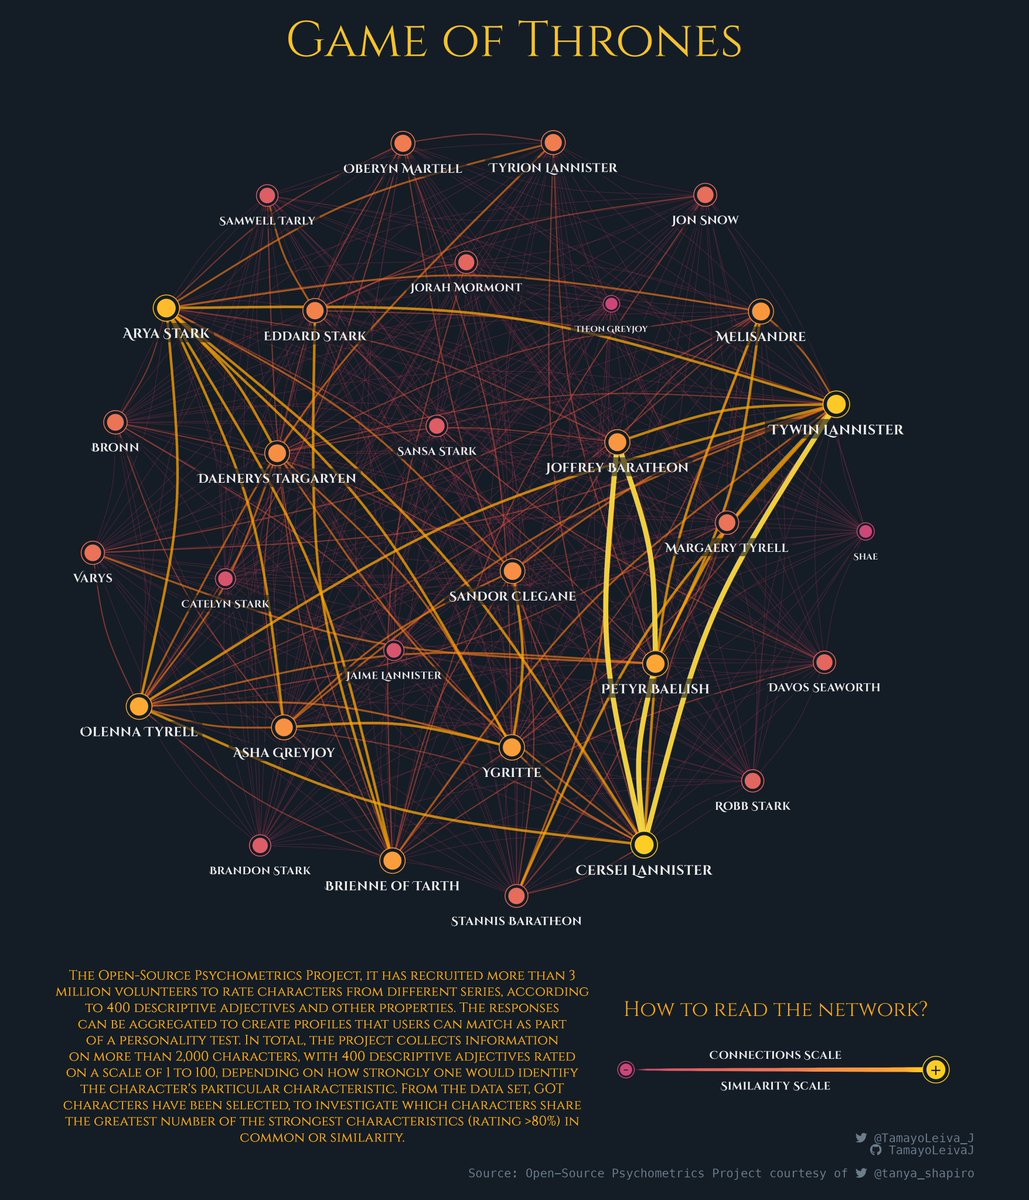 Game of Thrones
Oberyn Martell
Tyrion Lannister
Samwell Tarly
Jon Snow
Jorah Mormont
Theon Greyjoy
Arya Stark
Eddard Stark
Melisandre
Tywin Lannister
Bronn
Sansa Stark
Joffrey Baratheon
Daenerys Targaryen
Margaery Tyrell
Shae
Varys
Sandor Clegane
Catelyn Stark
Jaime Lannister
Petyr Baelish
Davos Seaworth
Olenna Tyrell
Asha Greyjoy
Ygritte
Robb Stark
Brandon Stark
Cersei Lannister
Brienne of Tarth
Stannis Baratheon
The Open-Source Psychometrics Project, it has recruited more than 3
million volunteers to rate characters from different series, according
to 400 descriptive adjectives and other properties. The responses
can be aggregated to create profiles that users can match as part
of a personality test. In total, the project collects information
on more than 2,000 characters, with 400 descriptive adjectives rated
on a scale of 1 to 100, depending on how strongly one would identify
the character's particular characteristic. From the data set, GOT
characters have been selected, to investigate which characters share
the greatest number of the strongest characteristics (rating >80%) in
common or similarity.
How to read the network?
Connections Scale
- +
Similarity Scale
@TamayoLeiva_J
TamayoLeivaJ
Source: Open-Source Psychometrics Project courtesy of @tanya_shapiro